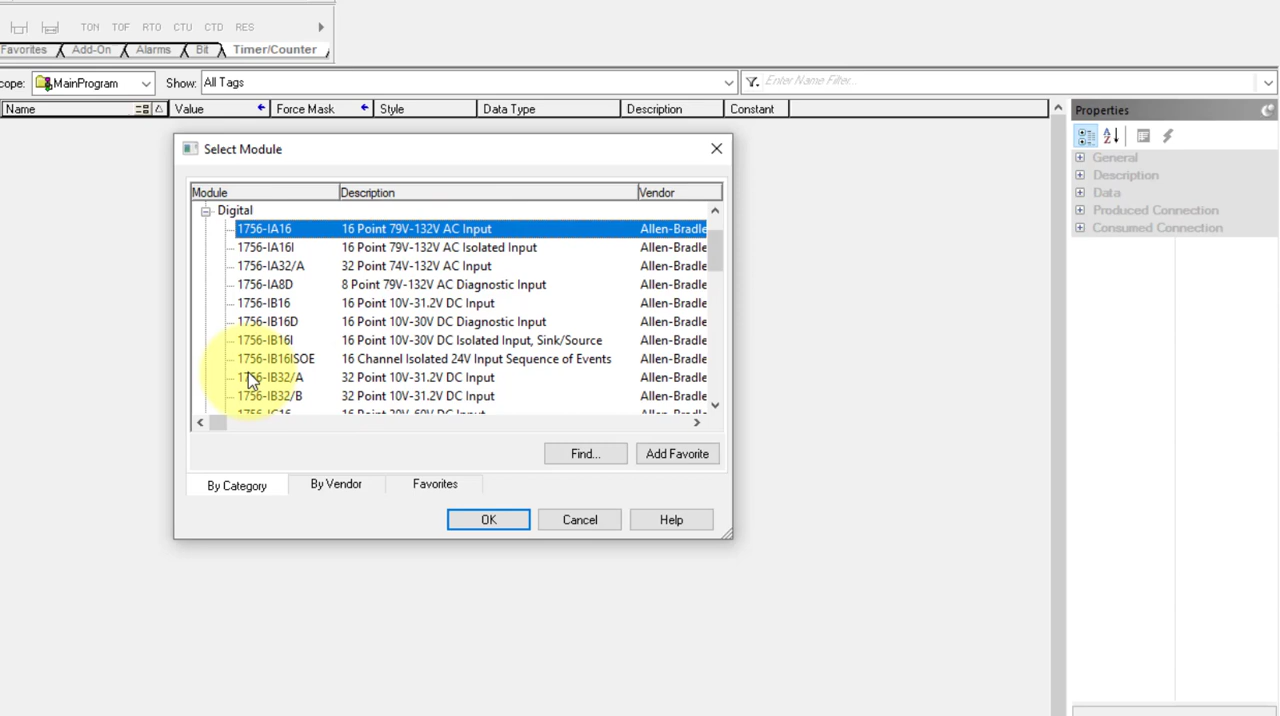 TON TOF RTO CTU CTD RES
Favorites Add-On Alarms Bit Timer/Counter
cope: MainProgram Show: All Tags Enter Name Filter...
Name Value Force Mask Style Data Type Description Constant
Properties
General
Description
Data
Produced Connection
Consumed Connection
Select Module
Module Description Vendor
Digital
1756-IA16 16 Point 79V-132V AC Input Allen-Bradle
1756-IA16I 16 Point 79V-132V AC Isolated Input Allen-Bradle
1756-IA32/A 32 Point 74V-132V AC Input Allen-Bradle
1756-IA8D 8 Point 79V-132V AC Diagnostic Input Allen-Bradle
1756-IB16 16 Point 10V-31.2V DC Input Allen-Bradle
1756-IB16D 16 Point 10V-30V DC Diagnostic Input Allen-Bradle
1756-IB16I 16 Point 10V-30V DC Isolated Input, Sink/Source Allen-Bradle
1756-IB16ISOE 16 Channel Isolated 24V Input Sequence of Events Allen-Bradle
1756-IB32/A 32 Point 10V-31.2V DC Input Allen-Bradle
1756-IB32/B 32 Point 10V-31.2V DC Input Allen-Bradle
Find... Add Favorite
By Category By Vendor Favorites
OK Cancel Help